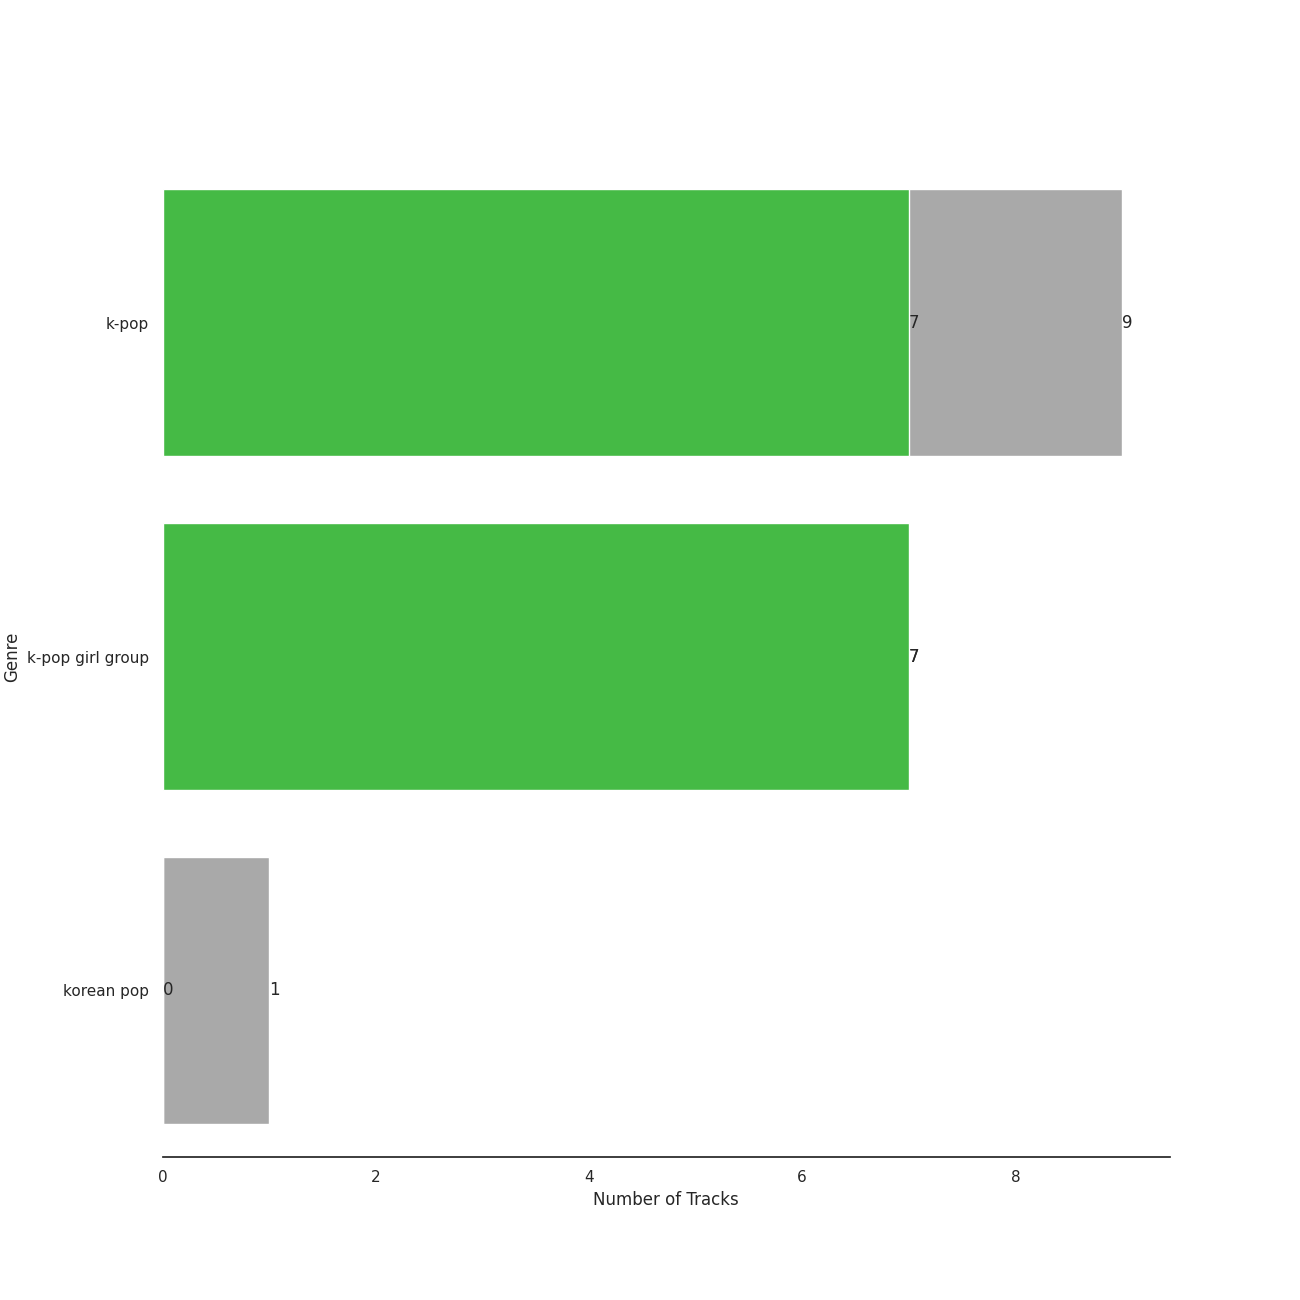 k-pop
7
9
Genre
k-pop girl group
7
korean pop
0
1
0 2 4 6 8
Number of Tracks